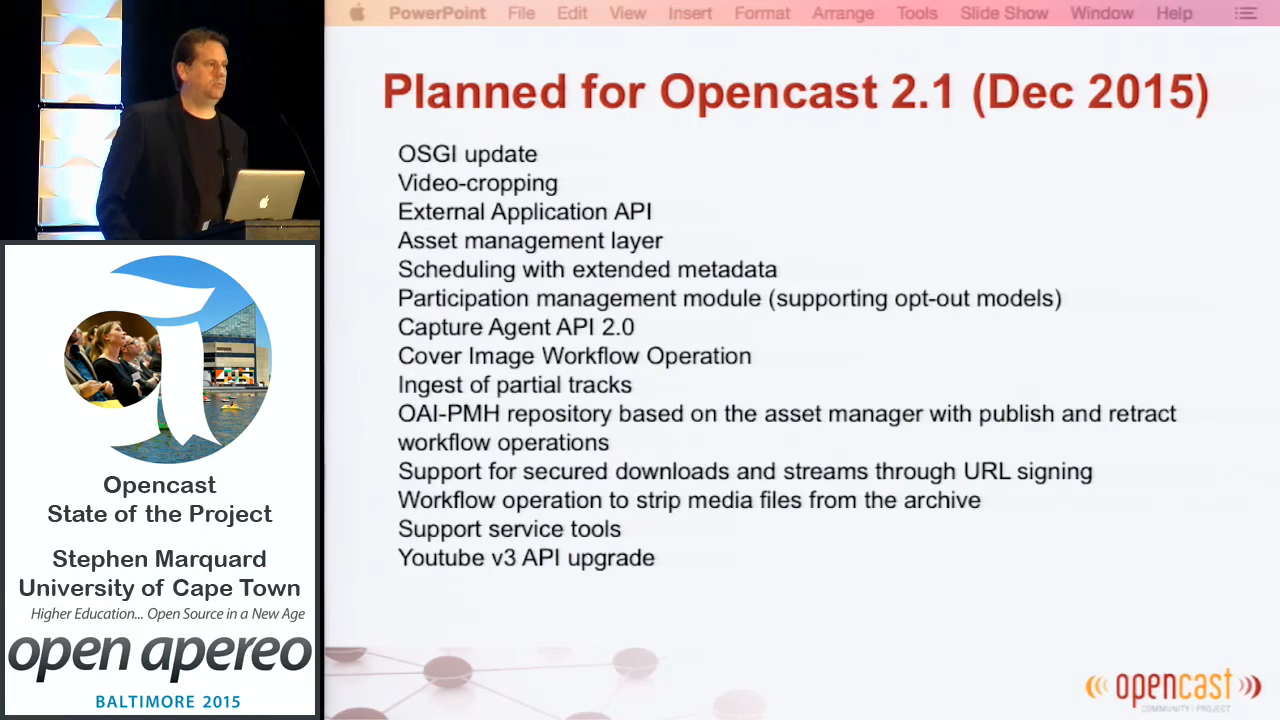 PowerPoint File Edit View Insert Format Arrange Tools Slide Show Window Help
Planned for Opencast 2.1 (Dec 2015)
OSGI update
Video-cropping
External Application API
Asset management layer
Scheduling with extended metadata
Participation management module (supporting opt-out models)
Capture Agent API 2.0
Cover Image Workflow Operation
Ingest of partial tracks
OAI-PMH repository based on the asset manager with publish and retract
workflow operations
Support for secured downloads and streams through URL signing
Workflow operation to strip media files from the archive
Support service tools
Youtube v3 API upgrade
Opencast
State of the Project
Stephen Marquard
University of Cape Town
Higher Education... Open Source in a New Age
open apereo
BALTIMORE 2015
opencast
COMMUNITY PROJECT